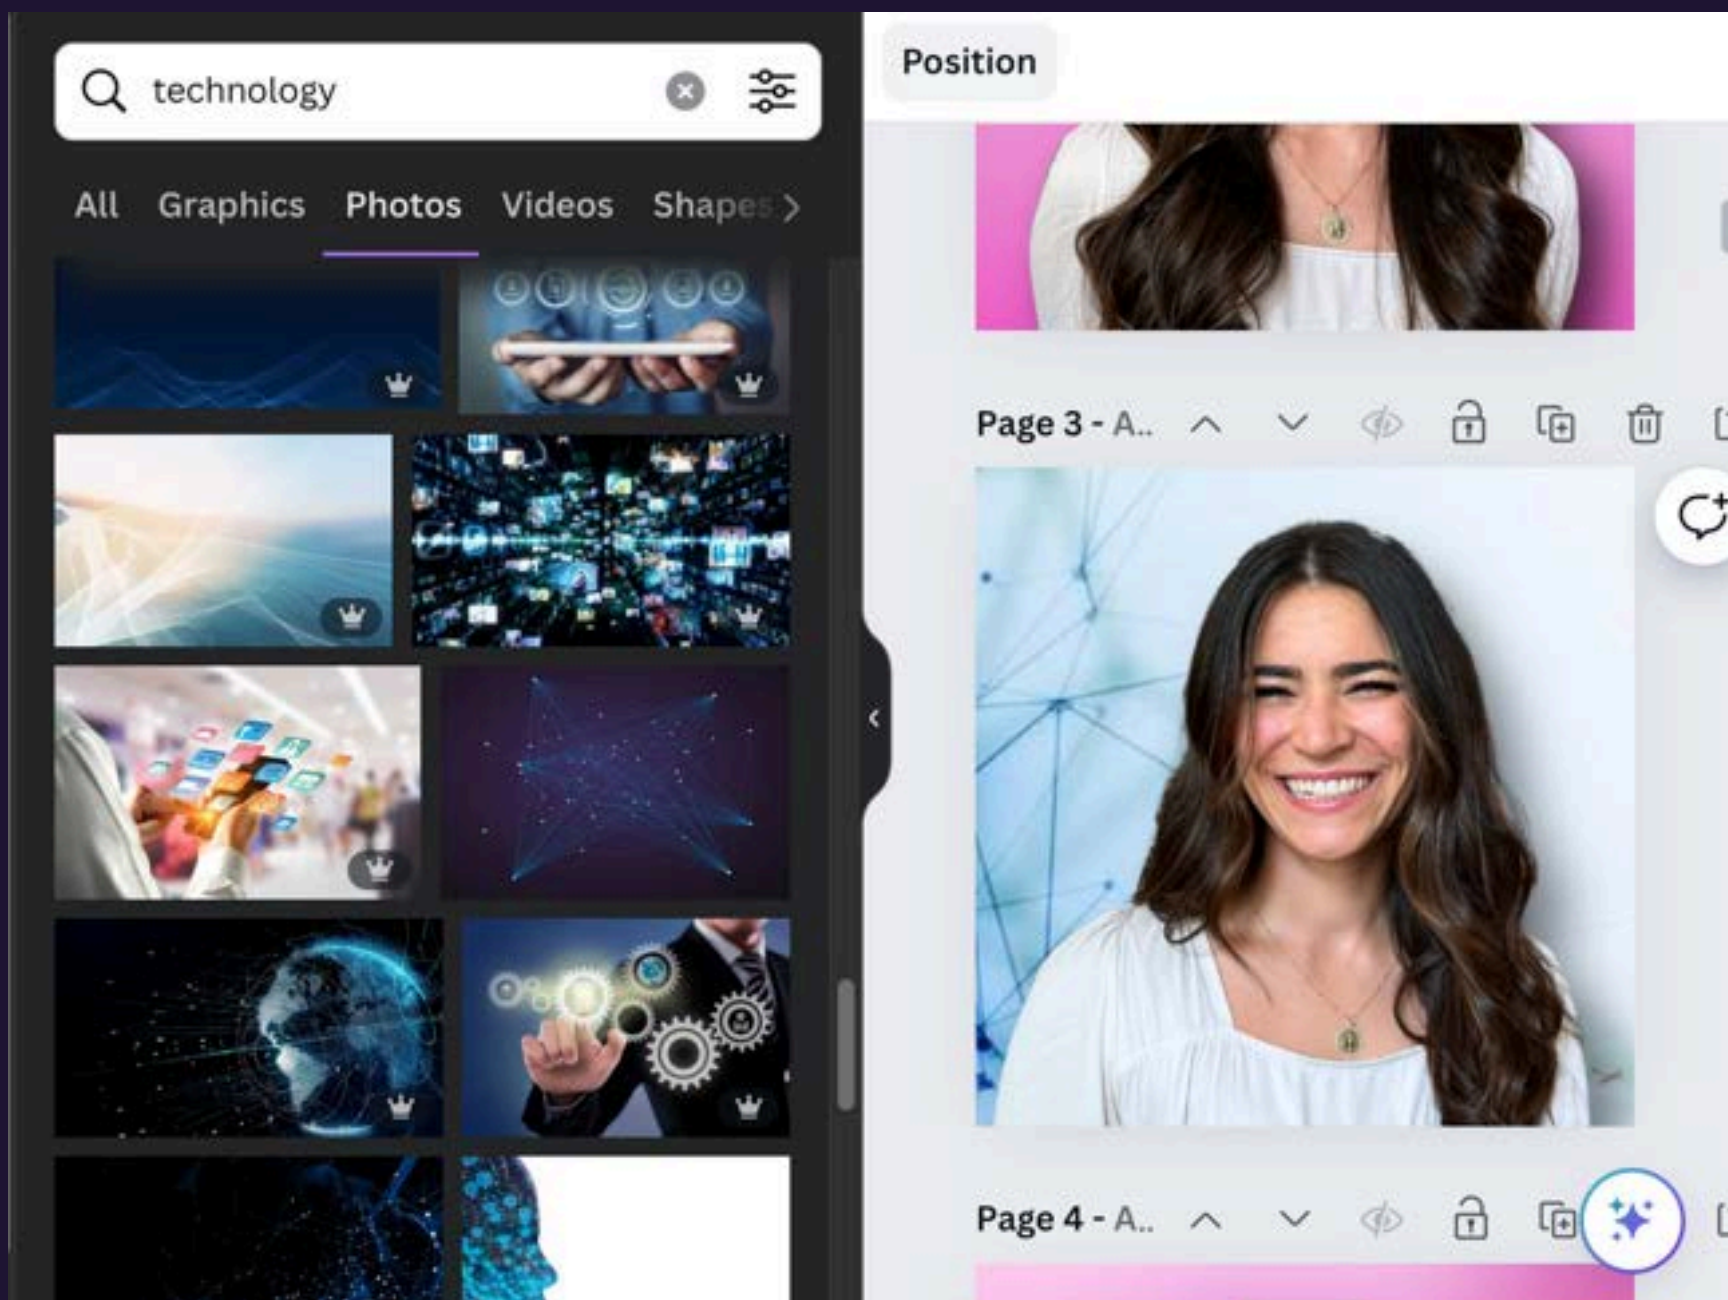 technology
All Graphics Photos Videos Shapes
Position
Page 3 - A..
Page 4 - A..